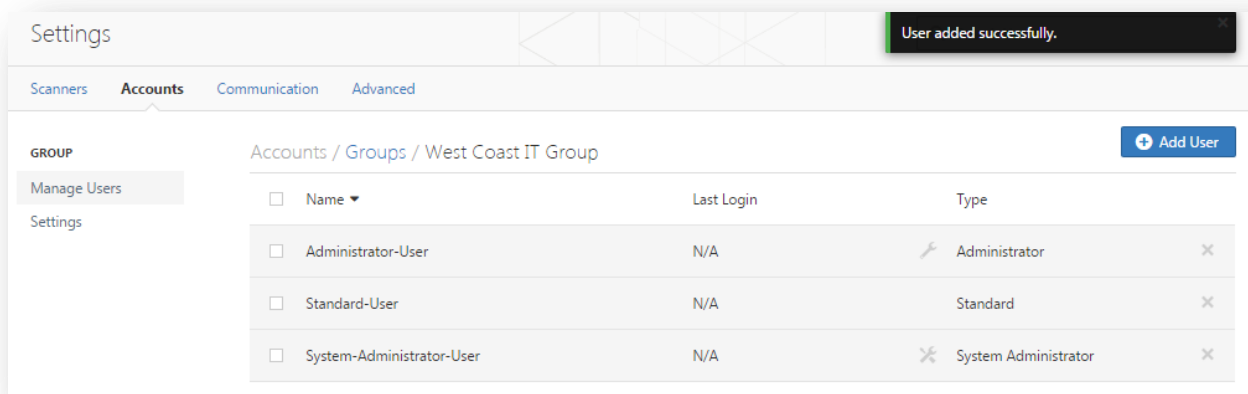 Settings
User added successfully.
Scanners Accounts Communication Advanced
GROUP
Manage Users
Settings
Accounts / Groups / West Coast IT Group
Add User
Name Last Login Type
Administrator-User N/A Administrator
Standard-User N/A Standard
System-Administrator-User N/A System Administrator